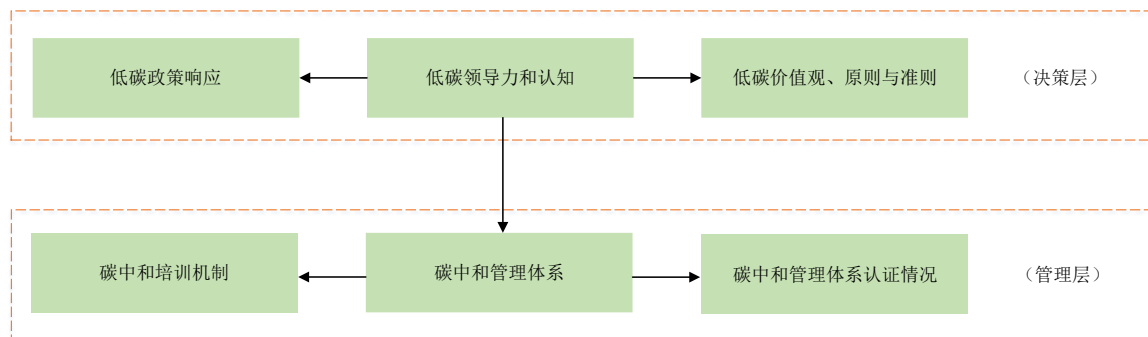 低碳政策响应
低碳领导力和认知
低碳价值观、原则与准则
（决策层）
碳中和培训机制
碳中和管理体系
碳中和管理体系认证情况
（管理层）